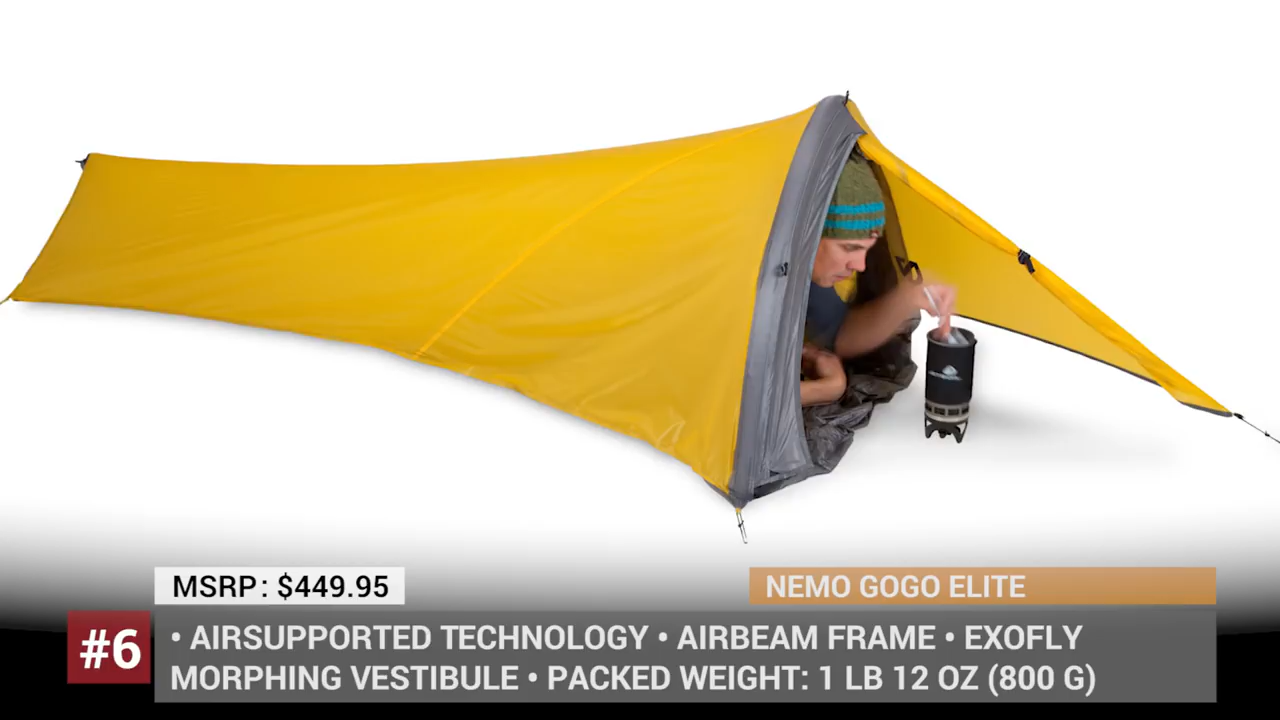 MSRP: $449.95
NEMO GOGO ELITE
#6
• AIRSUPPORTED TECHNOLOGY • AIRBEAM FRAME • EXOFLY
MORPHING VESTIBULE • PACKED WEIGHT: 1 LB 12 OZ (800 G)